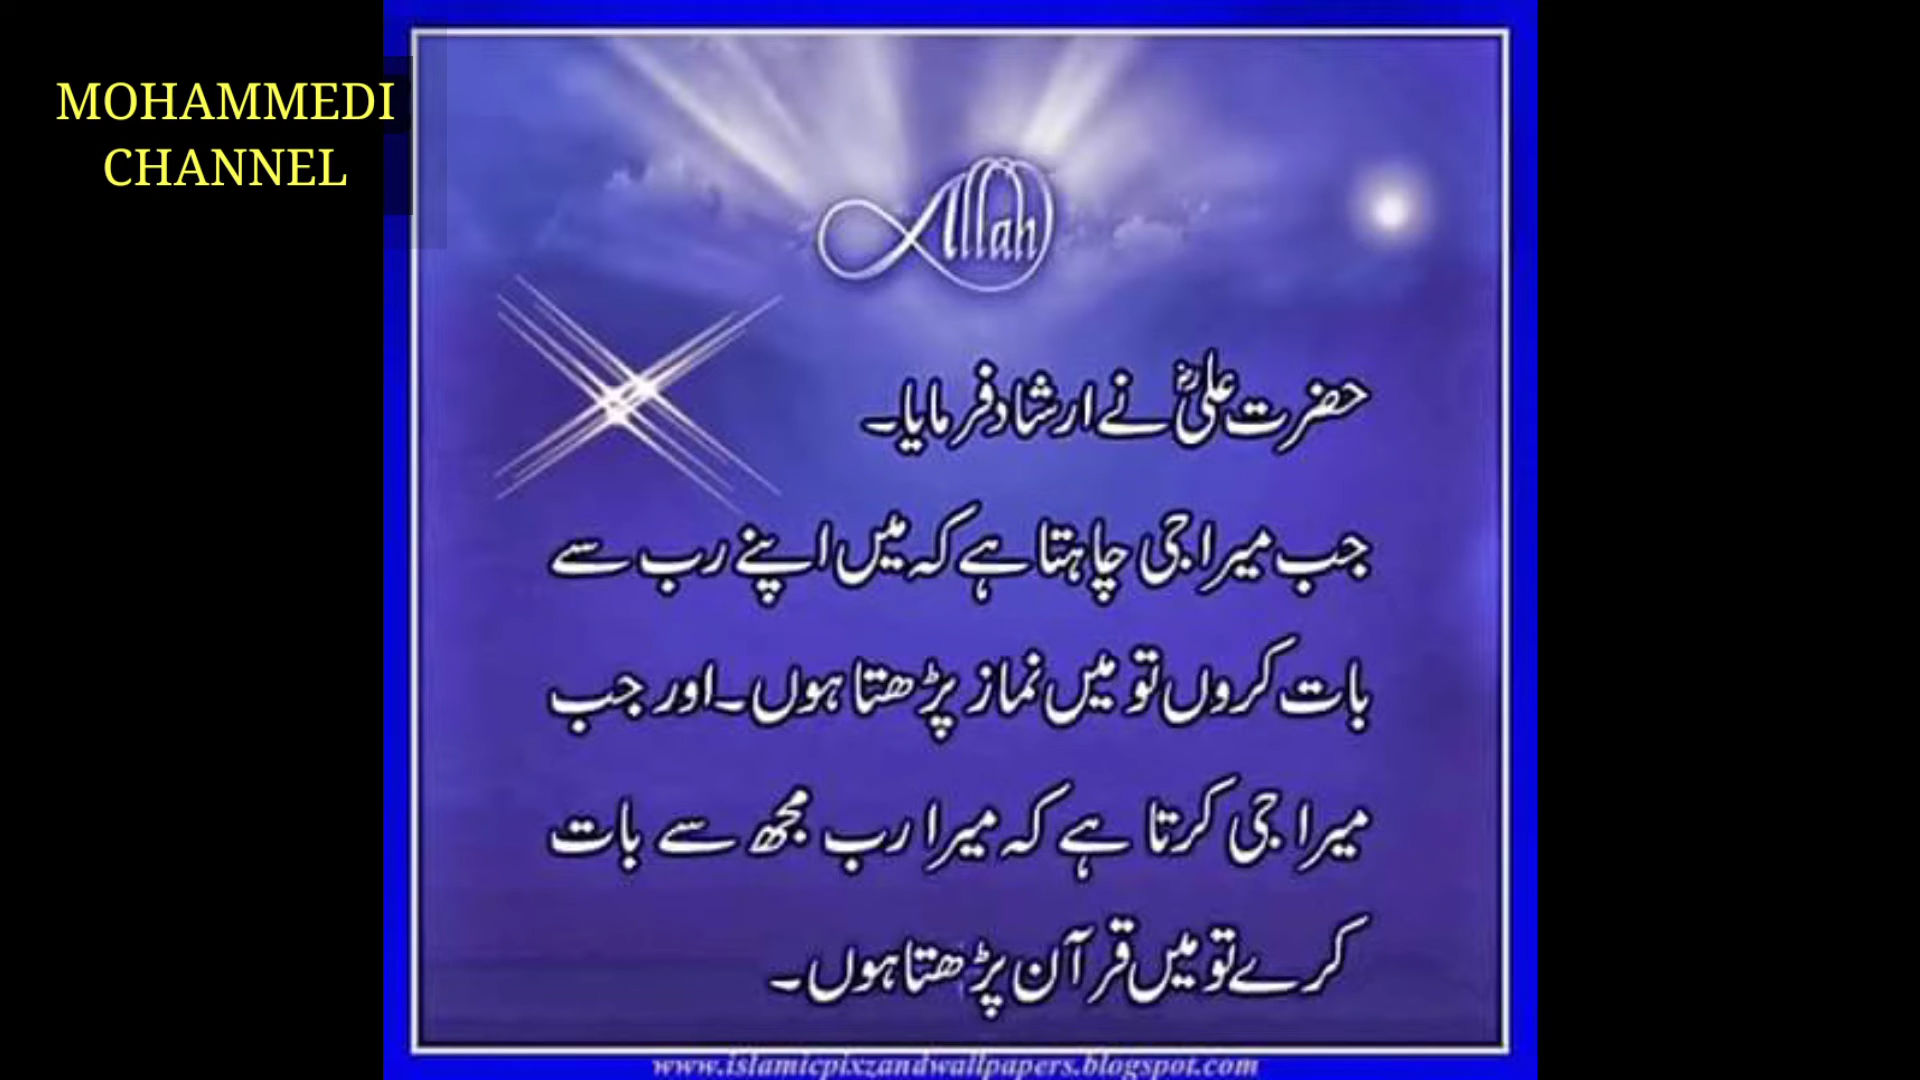 MOHAMMEDI
CHANNEL
Allah
حضرت علیؓ نے ارشاد فرمایا۔
جب میرا جی چاہتا ہے کہ میں اپنے رب سے
بات کروں تو میں نماز پڑھتا ہوں۔ اور جب
میرا جی کرتا ہے کہ میرا رب مجھ سے بات
کرے تو میں قرآن پڑھتا ہوں۔
www.islamicpixzandwallpapers.blogspot.com